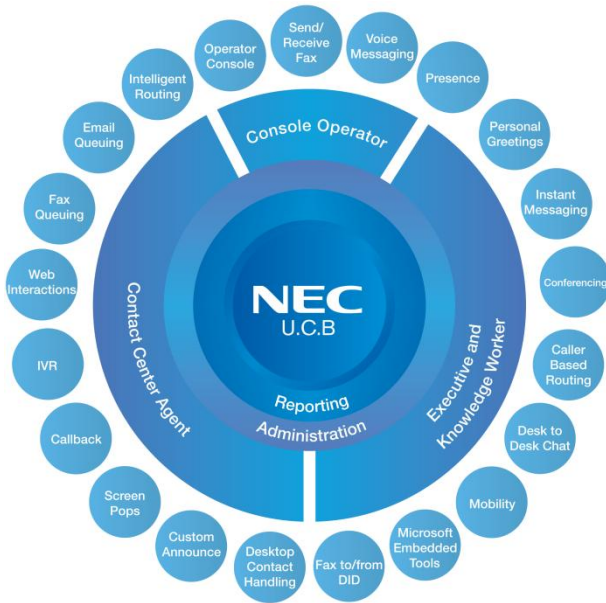 Send/
Receive
Fax
Voice
Messaging
Presence
Personal
Greetings
Instant
Messaging
Conferencing
Caller
Based
Routing
Desk to
Desk Chat
Mobility
Microsoft
Embedded
Tools
Fax to/from
DID
Desktop
Contact
Handling
Custom
Announce
Screen
Pops
Callback
IVR
Web
Interactions
Fax
Queuing
Email
Queuing
Intelligent
Routing
Operator
Console
Console Operator
Executive and
Knowledge Worker
Contact Center Agent
NEC
U.C.B
Reporting
Administration